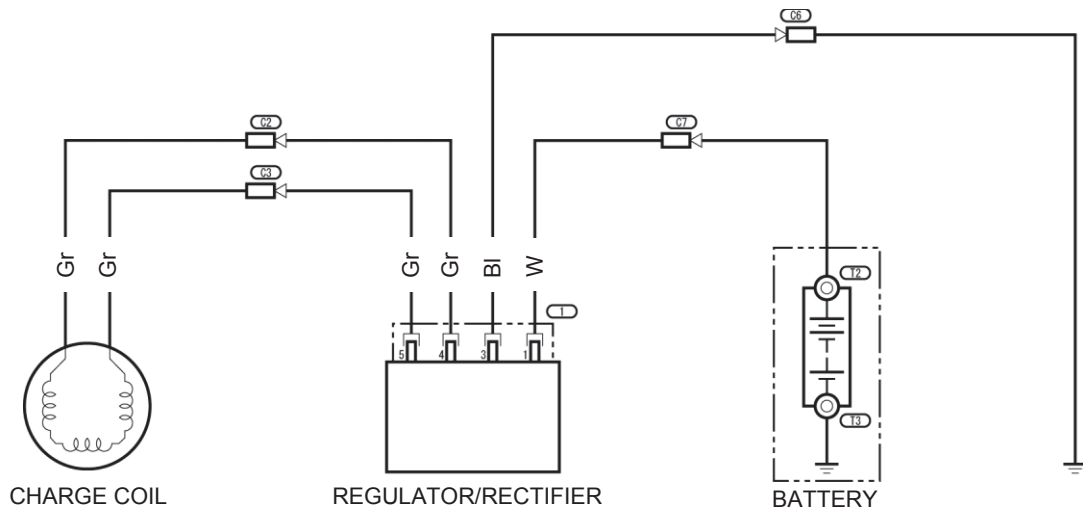 C6
C2
C7
C3
Gr
Gr
Gr
Gr
Bl
W
T2
1
5
4
3
1
T3
CHARGE COIL
REGULATOR/RECTIFIER
BATTERY